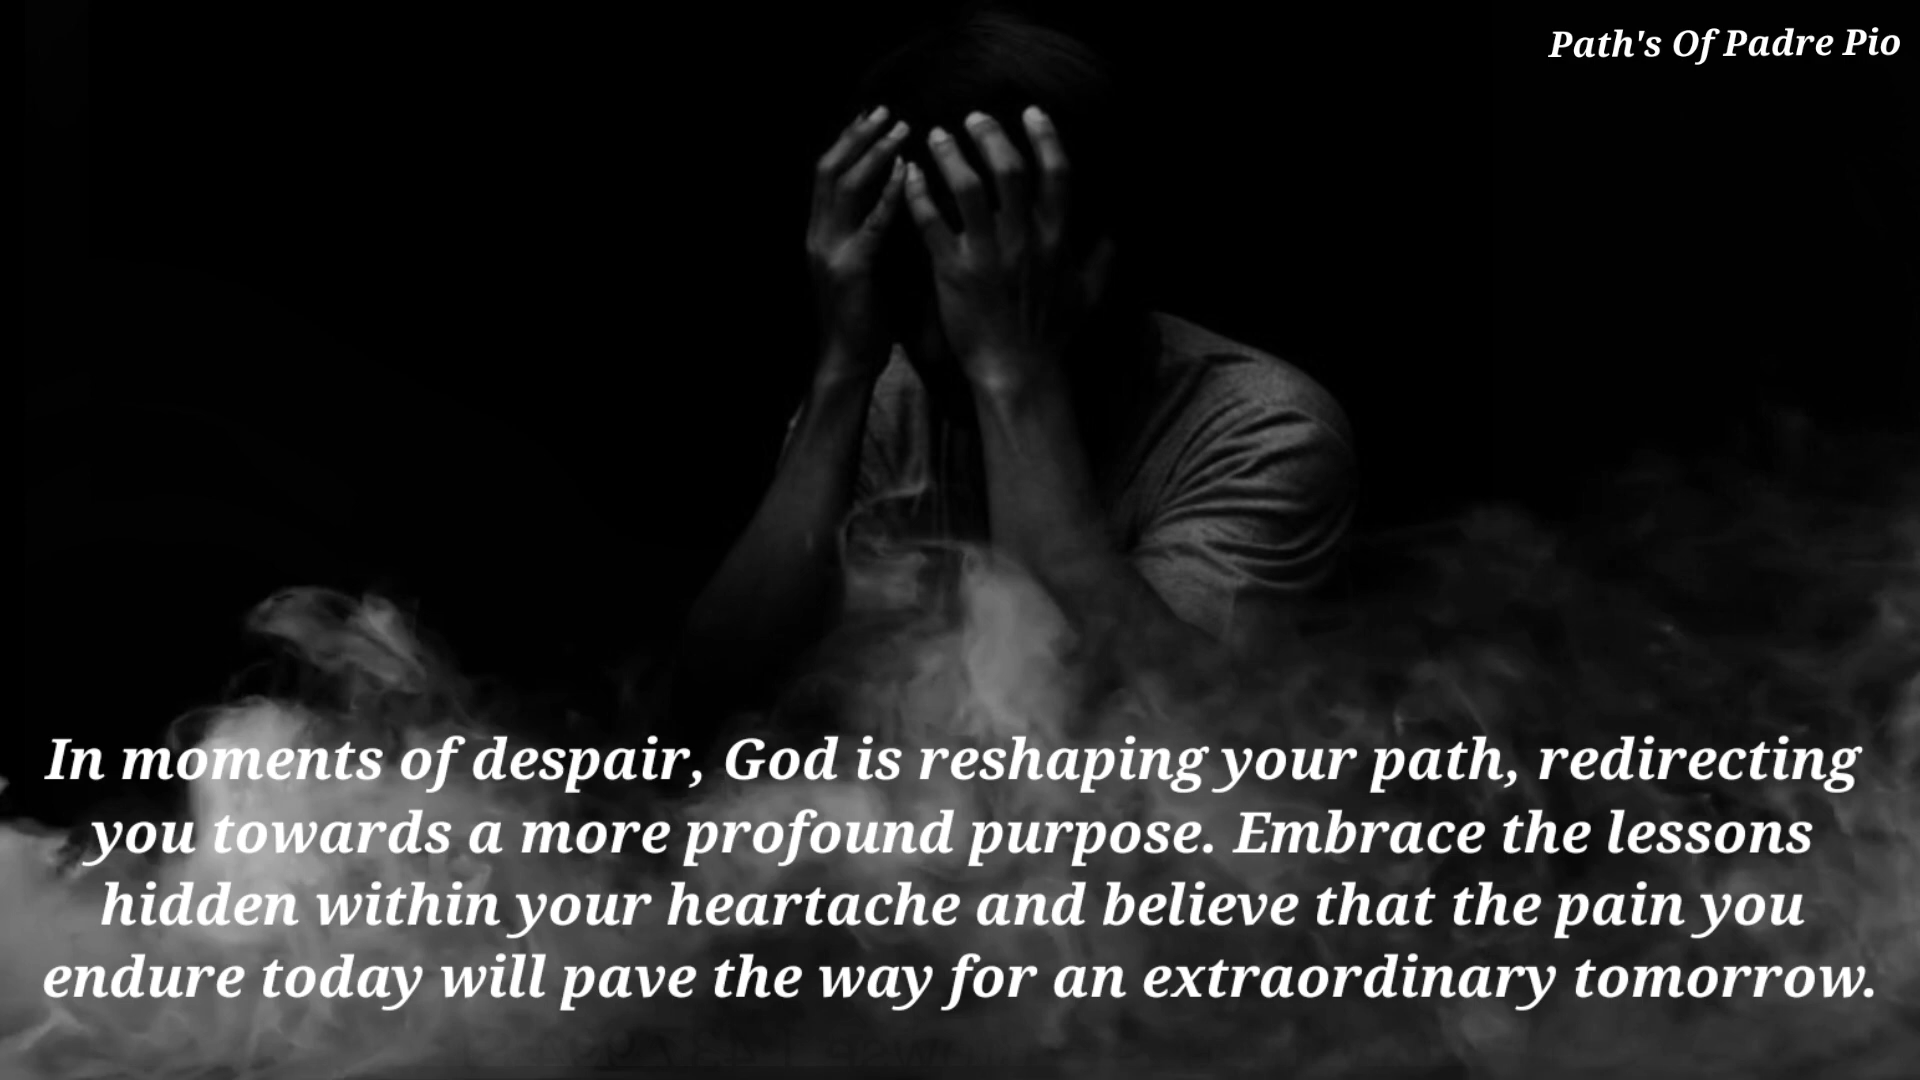 Path's Of Padre Pio
In moments of despair, God is reshaping your path, redirecting
you towards a more profound purpose. Embrace the lessons
hidden within your heartache and believe that the pain you
endure today will pave the way for an extraordinary tomorrow.